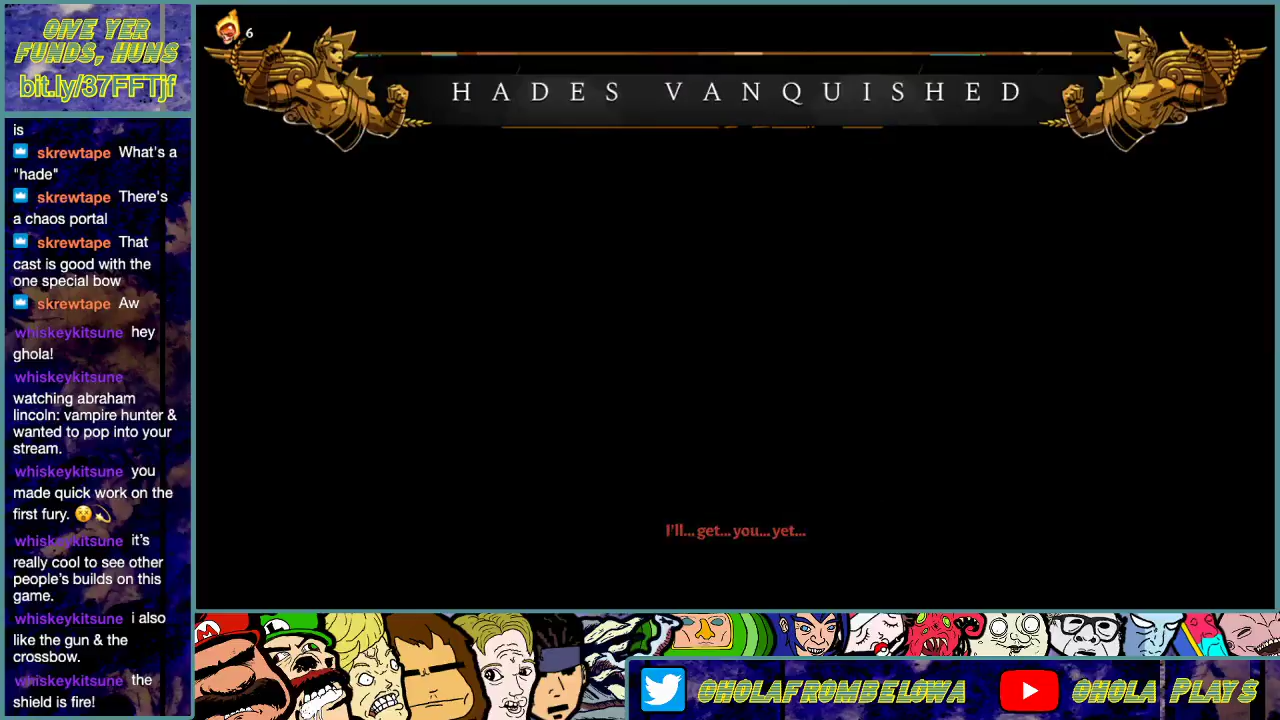 GIVE YER
FUNDS, HUNS
bit.ly/37FFTjf
is
skrewtape What's a
"hade"
skrewtape There's
a chaos portal
skrewtape That
cast is good with the
one special bow
skrewtape Aw
whiskeykitsune hey
ghola!
whiskeykitsune
watching abraham
lincoln: vampire hunter &
wanted to pop into your
stream.
whiskeykitsune you
made quick work on the
first fury. 😵💫
whiskeykitsune it's
really cool to see other
people's builds on this
game.
whiskeykitsune i also
like the gun & the
crossbow.
whiskeykitsune the
shield is fire!
6
HADES VANQUISHED
I'll...get...you...yet...
M
GHOLAFROMBELOWA
GHOLA PLAYS